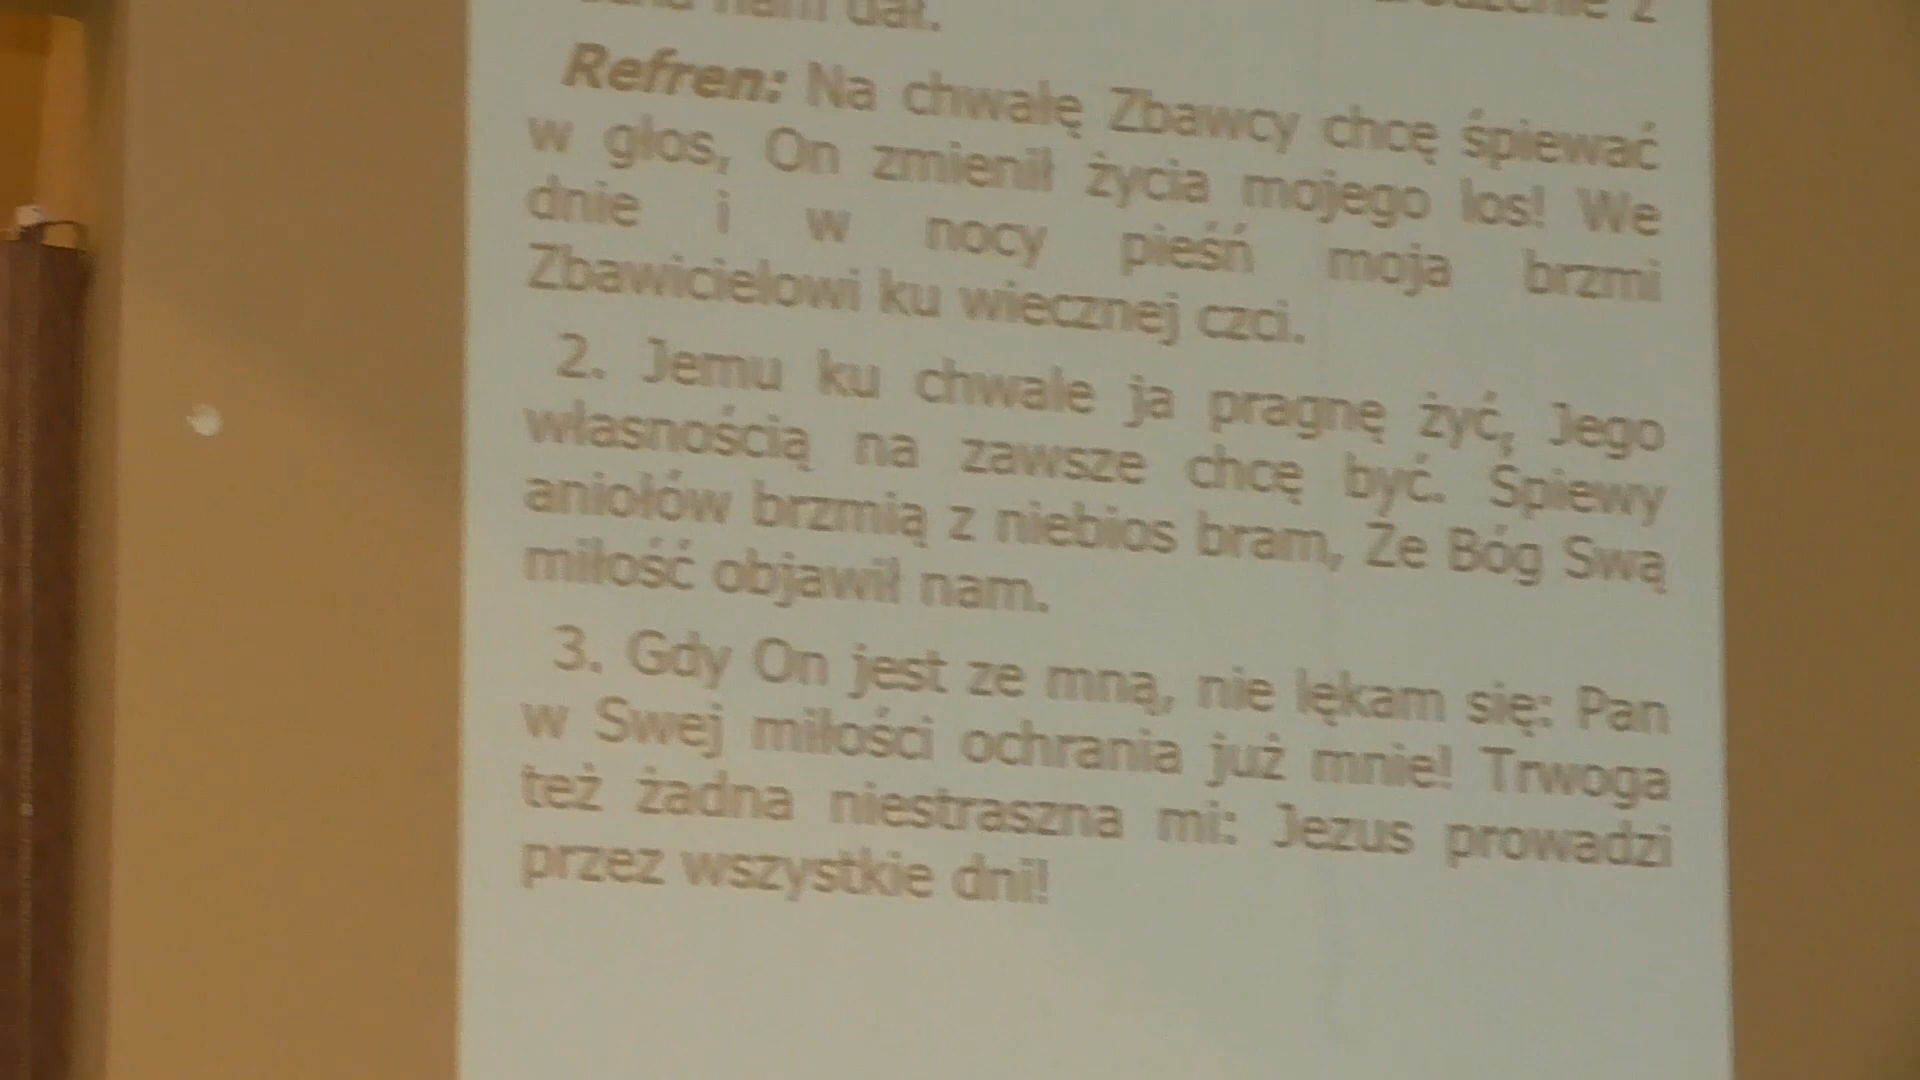 nam dał.
Refren: Na chwałę Zbawcy chcę śpiewać
w głos, On zmienił życia mojego los! We
dnie i w nocy pieśń moja brzmi
Zbawicielowi ku wiecznej czci.
2. Jemu ku chwale ja pragnę żyć, Jego
własnością na zawsze chcę być. Śpiewy
aniołów brzmią z niebios bram, Że Bóg Swą
miłość objawił nam.
3. Gdy On jest ze mną, nie lękam się: Pan
w Swej miłości ochrania już mnie! Trwoga
też żadna niestraszna mi: Jezus prowadzi
przez wszystkie dni!